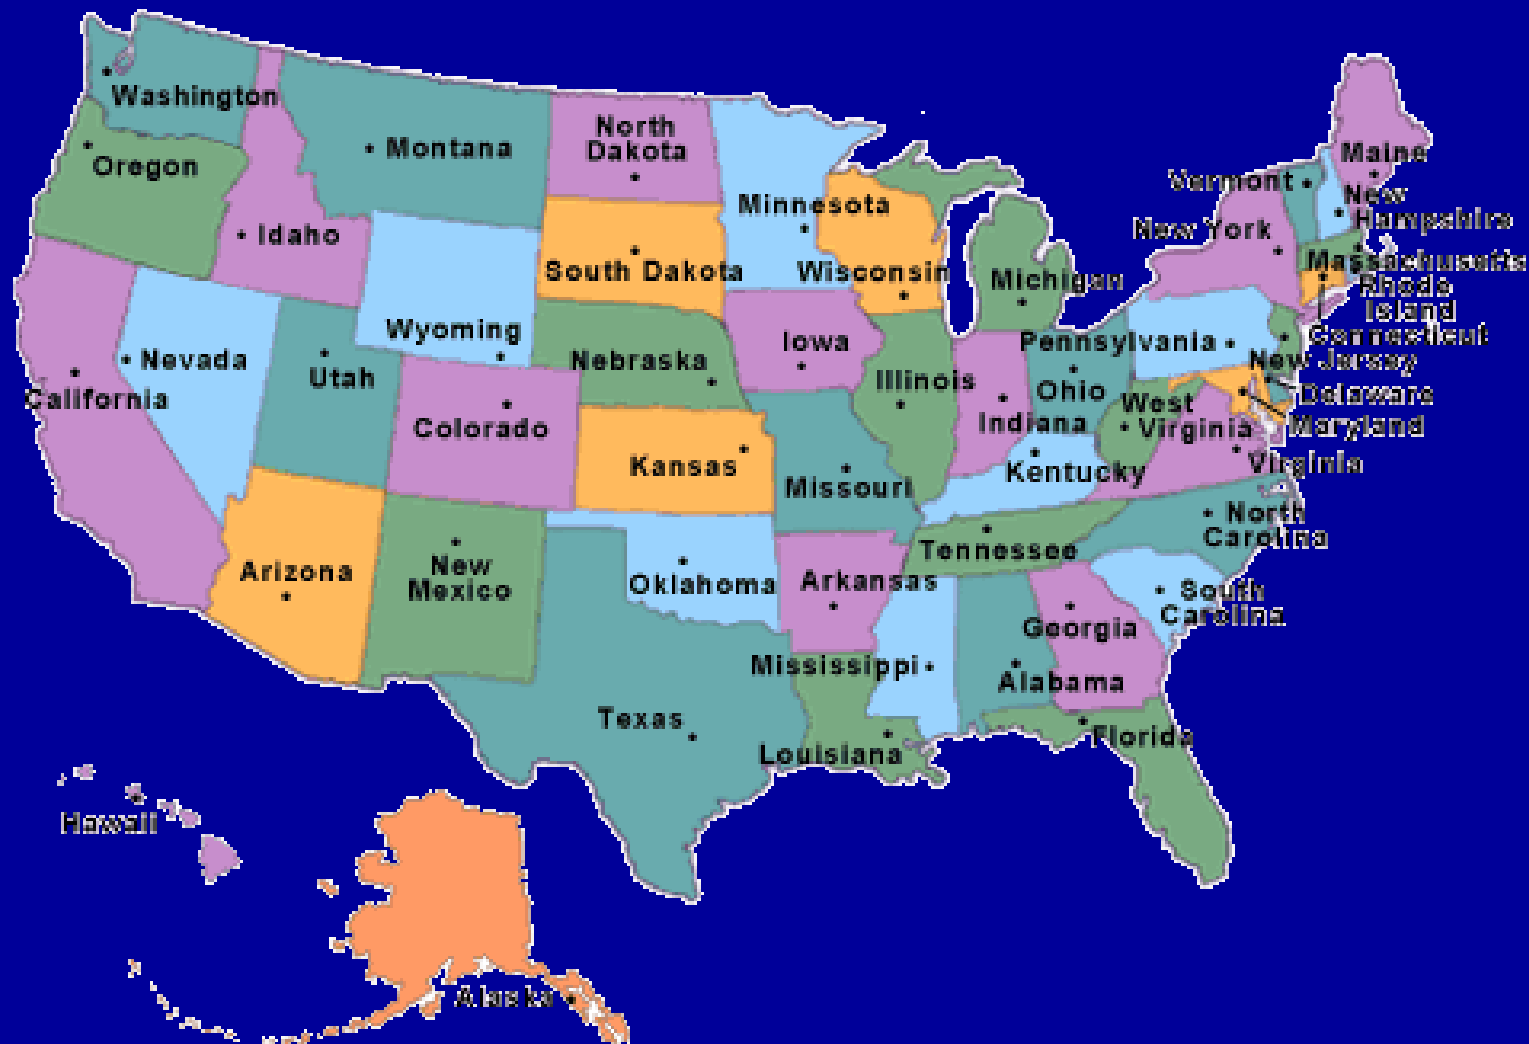 Washington
Montana
North
Dakota
Minnesota
Maine
Oregon
Vermont
New
Hampshire
Idaho
New York
South Dakota
Wisconsin
Michigan
Massachusetts
Rhode
Island
Wyoming
Nebraska
Iowa
Pennsylvania
Connecticut
Nevada
Utah
Illinois
Ohio
New Jersey
California
Colorado
Indiana
West
Virginia
Delaware
Maryland
Kansas
Missouri
Kentucky
Virginia
Arizona
New
Mexico
Oklahoma
Arkansas
Tennessee
North
Carolina
South
Carolina
Georgia
Mississippi
Alabama
Texas
Louisiana
Florida
Hawaii
Alaska